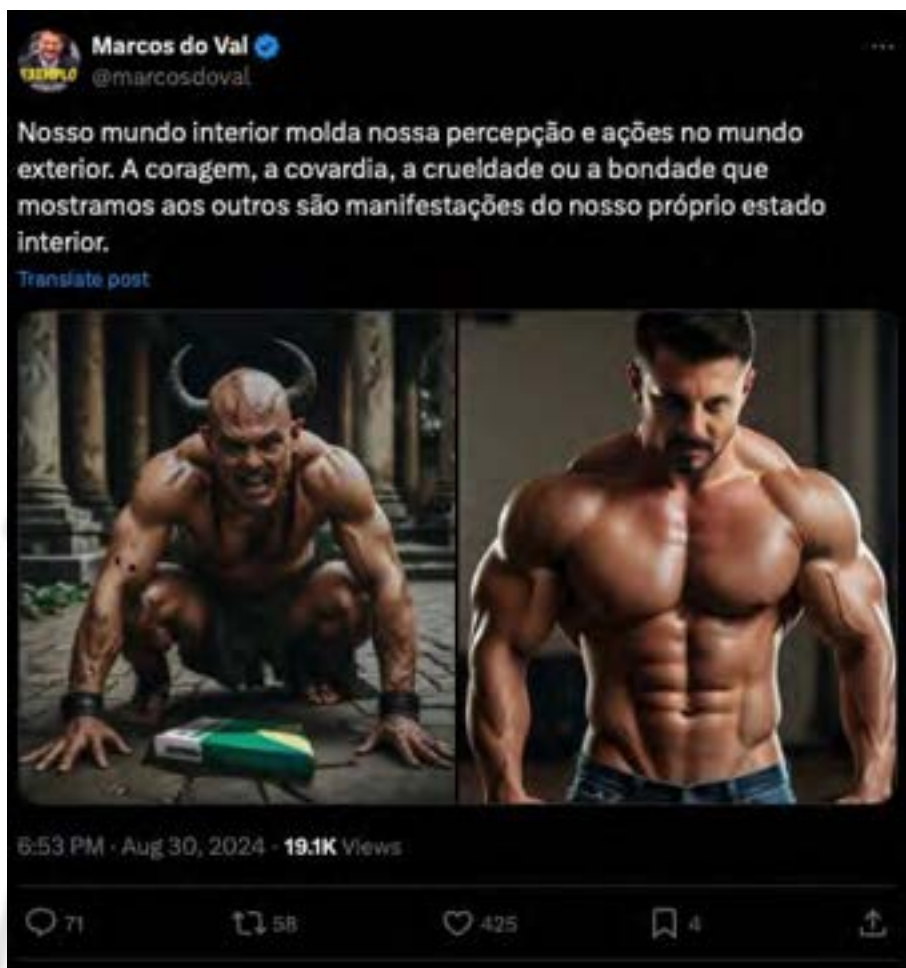 Marcos do Val
@marcosdoval
Nosso mundo interior molda nossa percepção e ações no mundo
exterior. A coragem, a covardia, a crueldade ou a bondade que
mostramos aos outros são manifestações do nosso próprio estado
interior.
Translate post
6:53 PM · Aug 30, 2024 · 19.1K Views
71 58 425 4